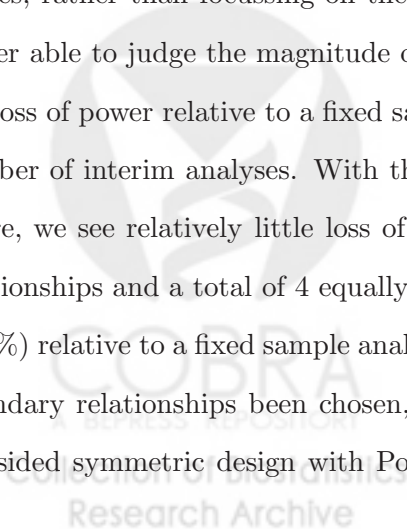 es, rather than focussing on the
er able to judge the magnitude o
oss of power relative to a fixed sa
ber of interim analyses. With th
re, we see relatively little loss of
ionships and a total of 4 equally
%) relative to a fixed sample anal
ndary relationships been chosen,
sided symmetric design with Po
COBRA
A BEPRESS REPOSITORY
Collection of Biostatistics
Research Archive